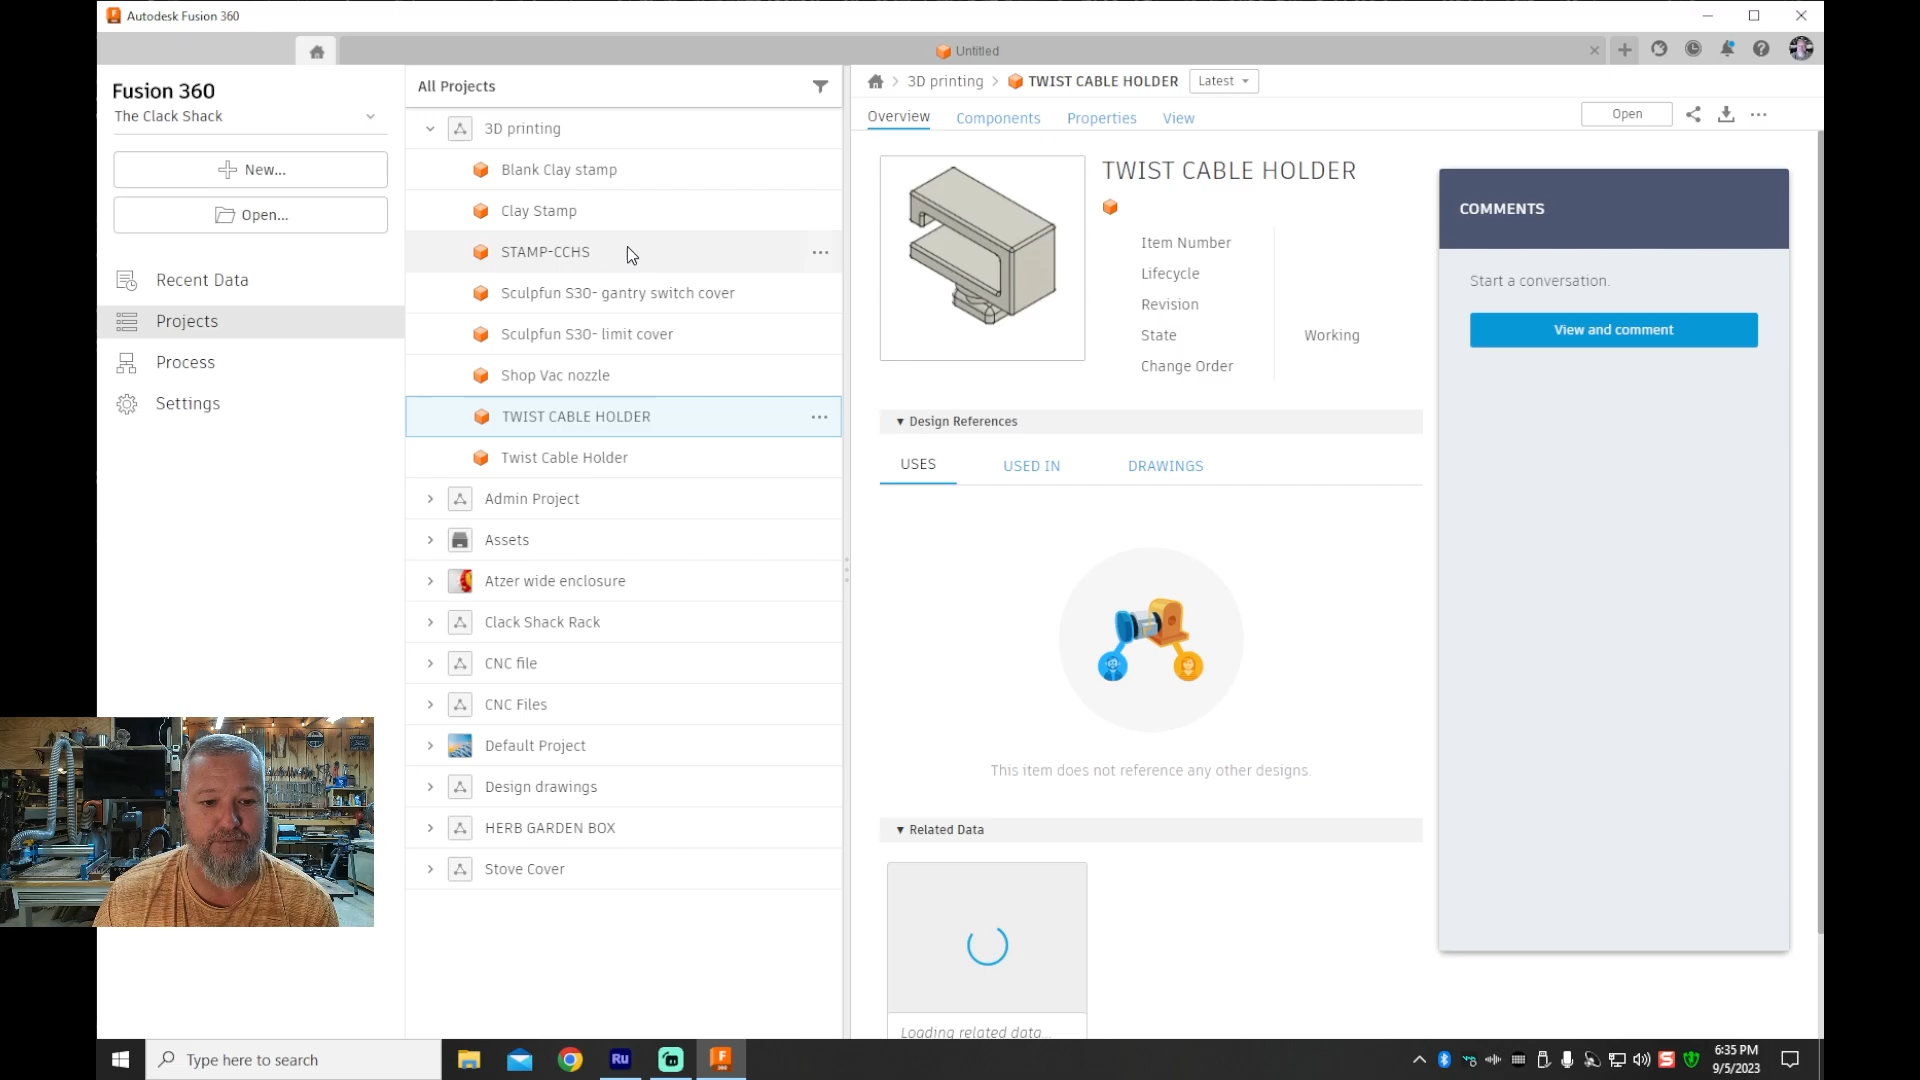 Autodesk Fusion 360
Untitled
Fusion 360
The Clack Shack
New...
Open...
Recent Data
Projects
Process
Settings
All Projects
3D printing
Blank Clay stamp
Clay Stamp
STAMP-CCHS
Sculpfun S30- gantry switch cover
Sculpfun S30- limit cover
Shop Vac nozzle
TWIST CABLE HOLDER
Twist Cable Holder
Admin Project
Assets
Atzer wide enclosure
Clack Shack Rack
CNC file
CNC Files
Default Project
Design drawings
HERB GARDEN BOX
Stove Cover
3D printing > TWIST CABLE HOLDER Latest
Overview Components Properties View
Open
TWIST CABLE HOLDER
Item Number
Lifecycle
Revision
State Working
Change Order
COMMENTS
Start a conversation.
View and comment
Design References
USES USED IN DRAWINGS
This item does not reference any other designs.
Related Data
Loading related data...
Type here to search
Ru
F
360
S
6:35 PM
9/5/2023